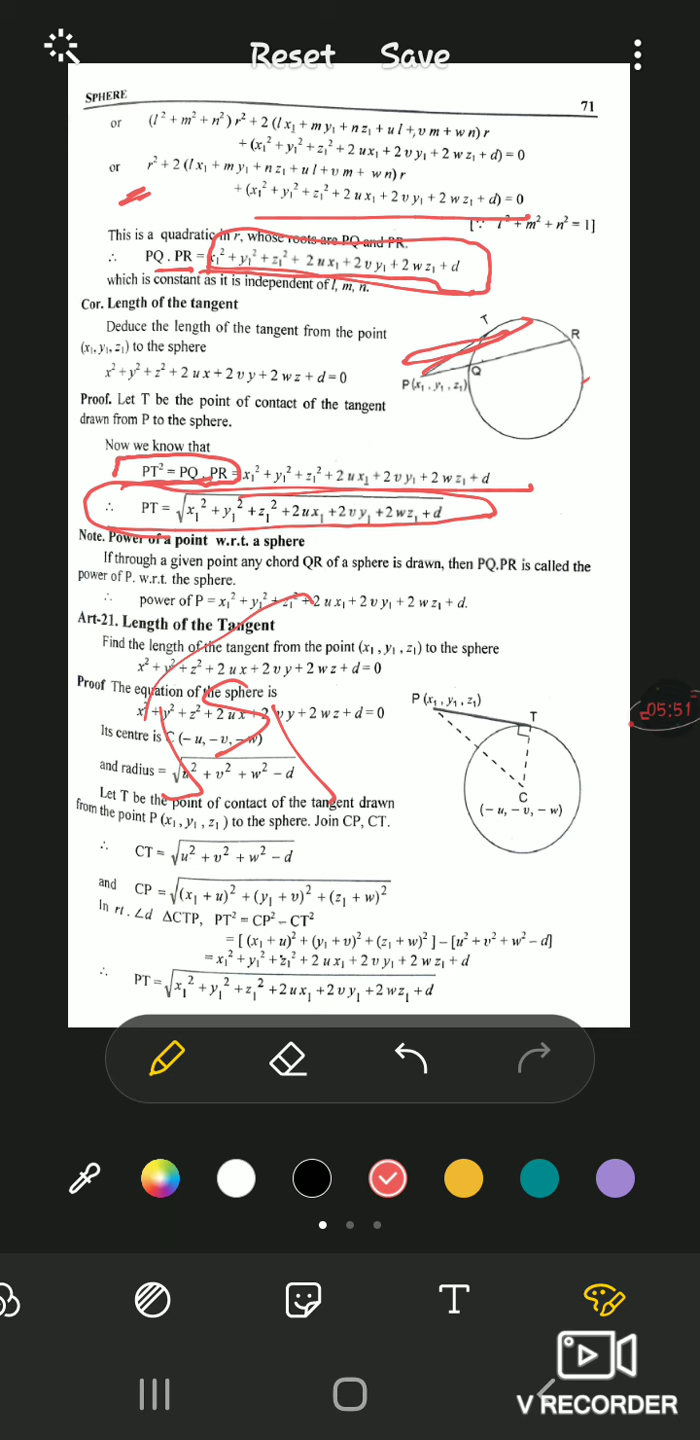 Reset Save
SPHERE 71
or (l² + m² + n²) r² + 2 (l x₁ + m y₁ + n z₁ + u l + v m + w n) r
+ (x₁² + y₁² + z₁² + 2 u x₁ + 2 v y₁ + 2 w z₁ + d) = 0
or r² + 2 (l x₁ + m y₁ + n z₁ + u l + v m + w n) r
+ (x₁² + y₁² + z₁² + 2 u x₁ + 2 v y₁ + 2 w z₁ + d) = 0
[∵ l² + m² + n² = 1]
This is a quadratic in r, whose roots are PQ and PR.
∴ PQ . PR = x₁² + y₁² + z₁² + 2 u x₁ + 2 v y₁ + 2 w z₁ + d
which is constant as it is independent of l, m, n.
Cor. Length of the tangent
Deduce the length of the tangent from the point
(x₁, y₁, z₁) to the sphere
x² + y² + z² + 2 u x + 2 v y + 2 w z + d = 0
T
R
Q
P(x₁ , y₁ , z₁)
Proof. Let T be the point of contact of the tangent
drawn from P to the sphere.
Now we know that
PT² = PQ . PR = x₁² + y₁² + z₁² + 2 u x₁ + 2 v y₁ + 2 w z₁ + d
∴ PT = √x₁² + y₁² + z₁² + 2ux₁ + 2vy₁ + 2wz₁ + d
Note. Power of a point w.r.t. a sphere
If through a given point any chord QR of a sphere is drawn, then PQ.PR is called the
power of P. w.r.t. the sphere.
∴ power of P = x₁² + y₁² + z₁² + 2 u x₁ + 2 v y₁ + 2 w z₁ + d.
Art-21. Length of the Tangent
Find the length of the tangent from the point (x₁ , y₁ , z₁) to the sphere
x² + y² + z² + 2 u x + 2 v y + 2 w z + d = 0
Proof The equation of the sphere is
x² + y² + z² + 2 u x + 2 v y + 2 w z + d = 0
Its centre is C (– u, – v, – w)
and radius = √u² + v² + w² – d
P (x₁ , y₁ , z₁)
T
C
(– u, – v, – w)
05:51
Let T be the point of contact of the tangent drawn
from the point P (x₁ , y₁ , z₁) to the sphere. Join CP, CT.
∴ CT = √u² + v² + w² – d
and CP = √(x₁ + u)² + (y₁ + v)² + (z₁ + w)²
In rt. ∠d ΔCTP, PT² = CP² – CT²
= [ (x₁ + u)² + (y₁ + v)² + (z₁ + w)² ] – [u² + v² + w² – d]
= x₁² + y₁² + z₁² + 2 u x₁ + 2 v y₁ + 2 w z₁ + d
∴ PT = √x₁² + y₁² + z₁² + 2ux₁ + 2vy₁ + 2wz₁ + d
T
V RECORDER